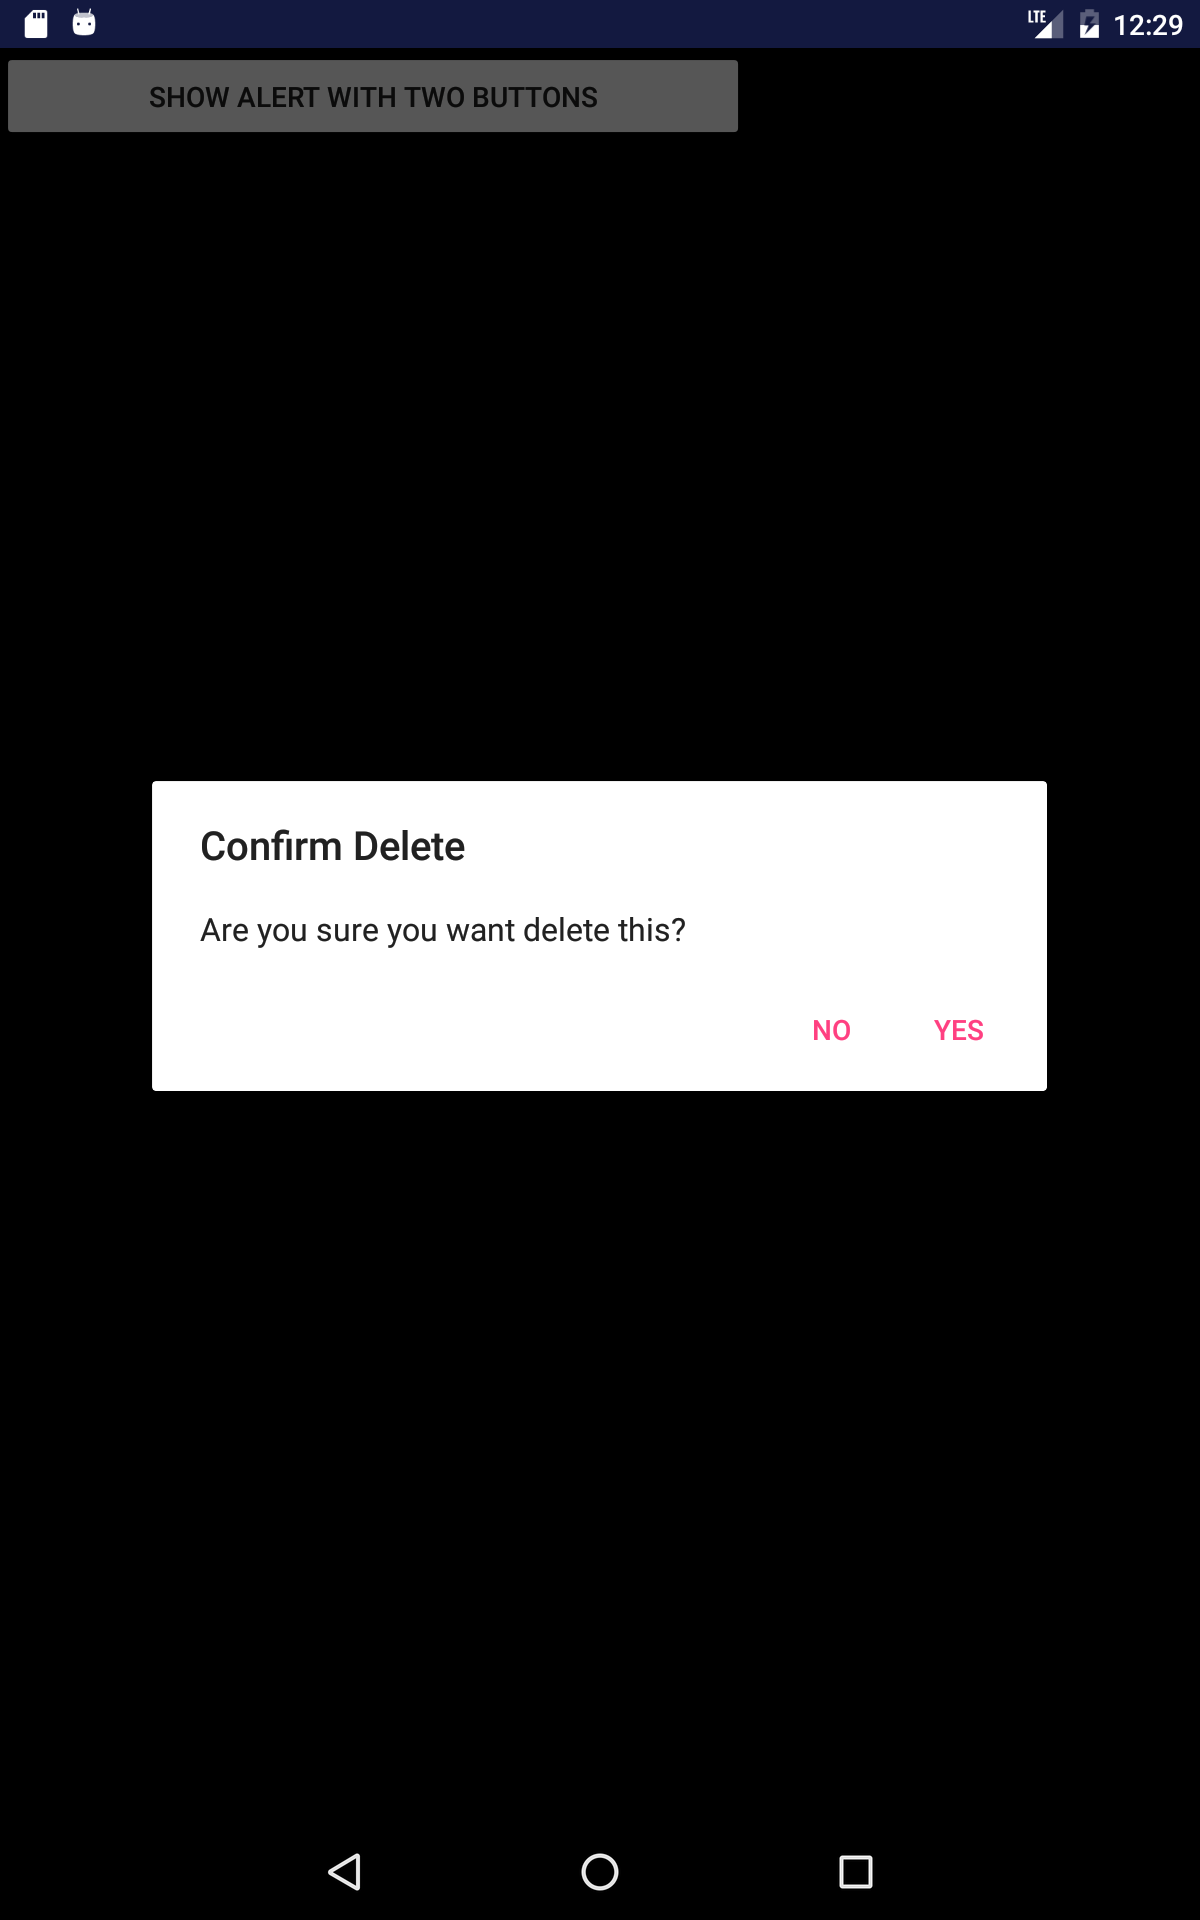 LTE 12:29
SHOW ALERT WITH TWO BUTTONS
Confirm Delete
Are you sure you want delete this?
NO YES